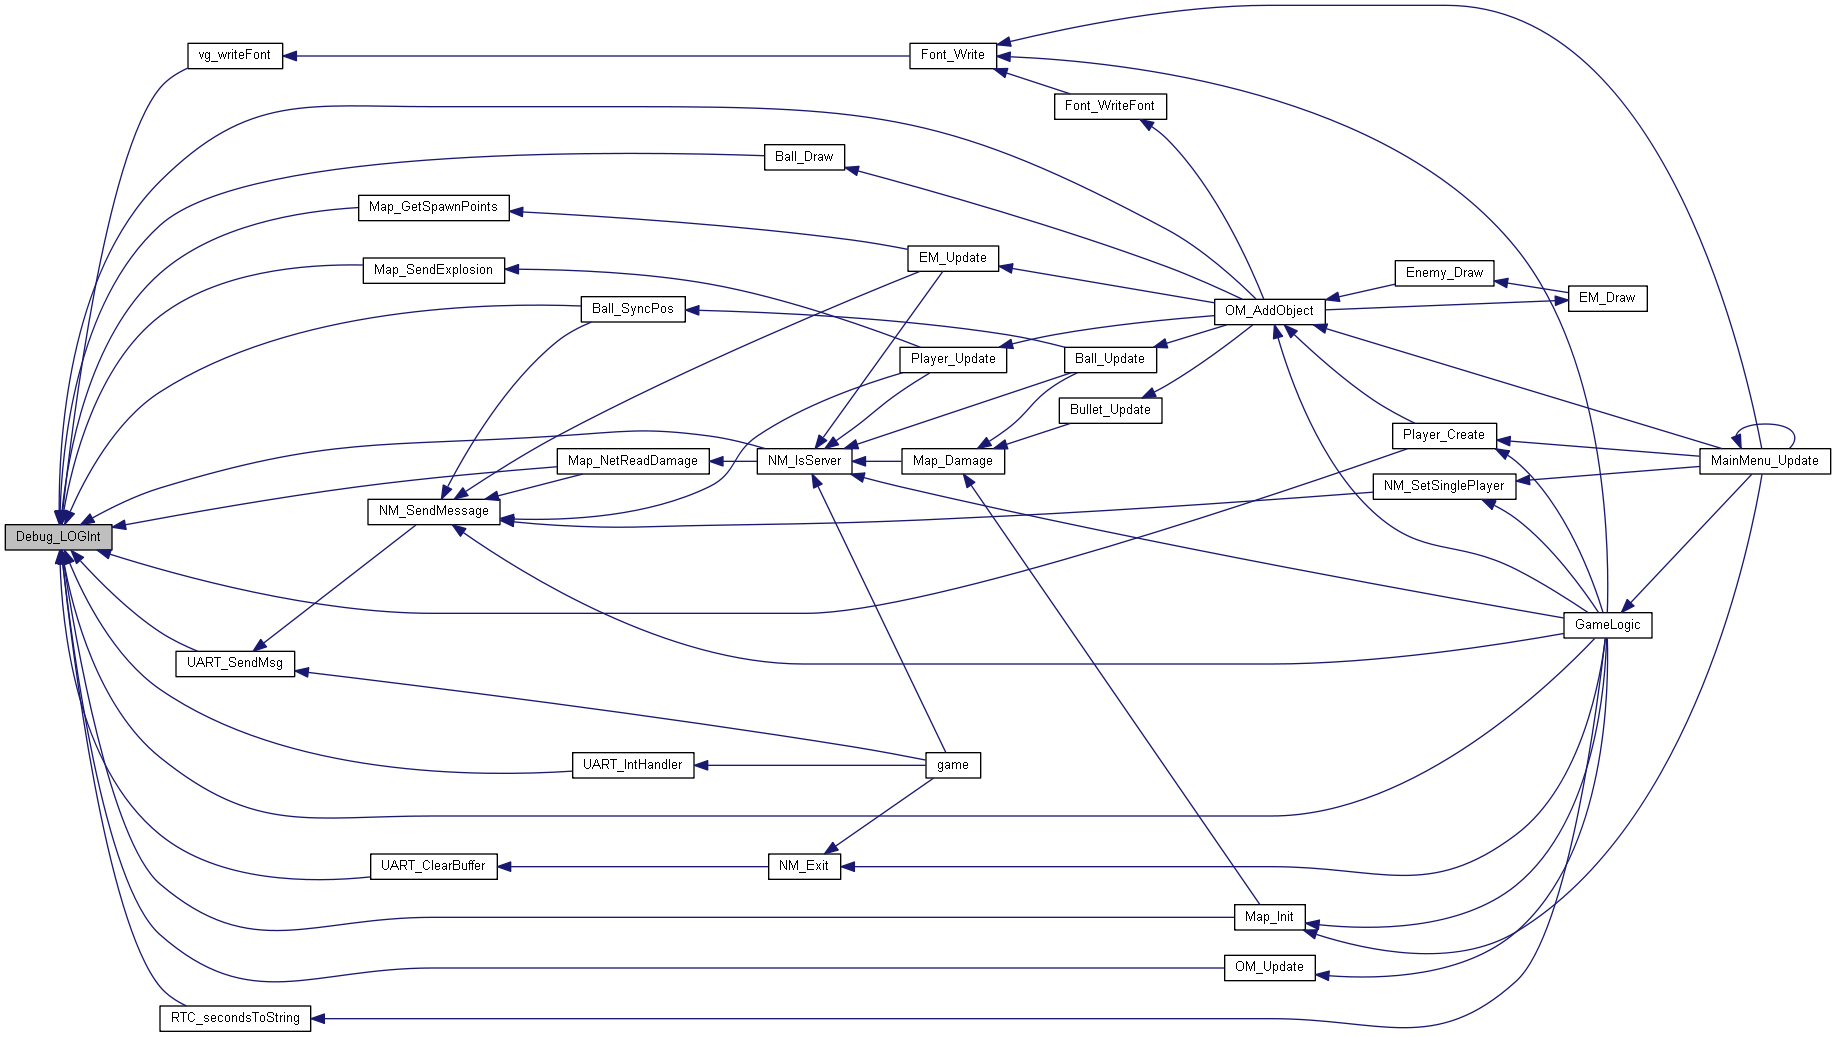 vg_writeFont
Font_Write
Font_WriteFont
Ball_Draw
Map_GetSpawnPoints
EM_Update
Map_SendExplosion
Enemy_Draw
EM_Draw
Ball_SyncPos
OM_AddObject
Player_Update
Ball_Update
Bullet_Update
Player_Create
Map_NetReadDamage
NM_IsServer
Map_Damage
MainMenu_Update
NM_SetSinglePlayer
NM_SendMessage
Debug_LOGInt
GameLogic
UART_SendMsg
UART_IntHandler
game
UART_ClearBuffer
NM_Exit
Map_Init
OM_Update
RTC_secondsToString